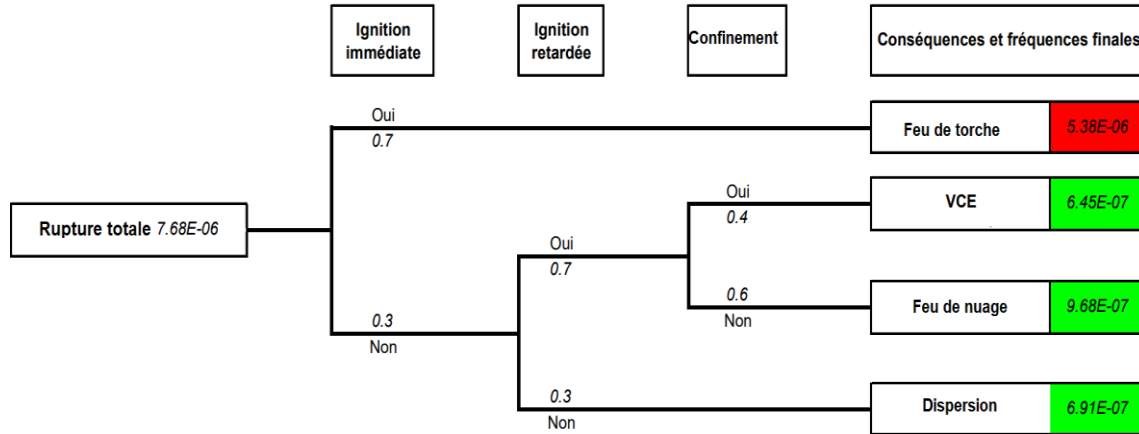 Ignition
immédiate
Ignition
retardée
Confinement
Conséquences et fréquences finales
Oui
0.7
Feu de torche 5.38E-06
Oui
0.4
VCE 6.45E-07
Rupture totale 7.68E-06
Oui
0.7
0.6
Non
Feu de nuage 9.68E-07
0.3
Non
0.3
Non
Dispersion 6.91E-07